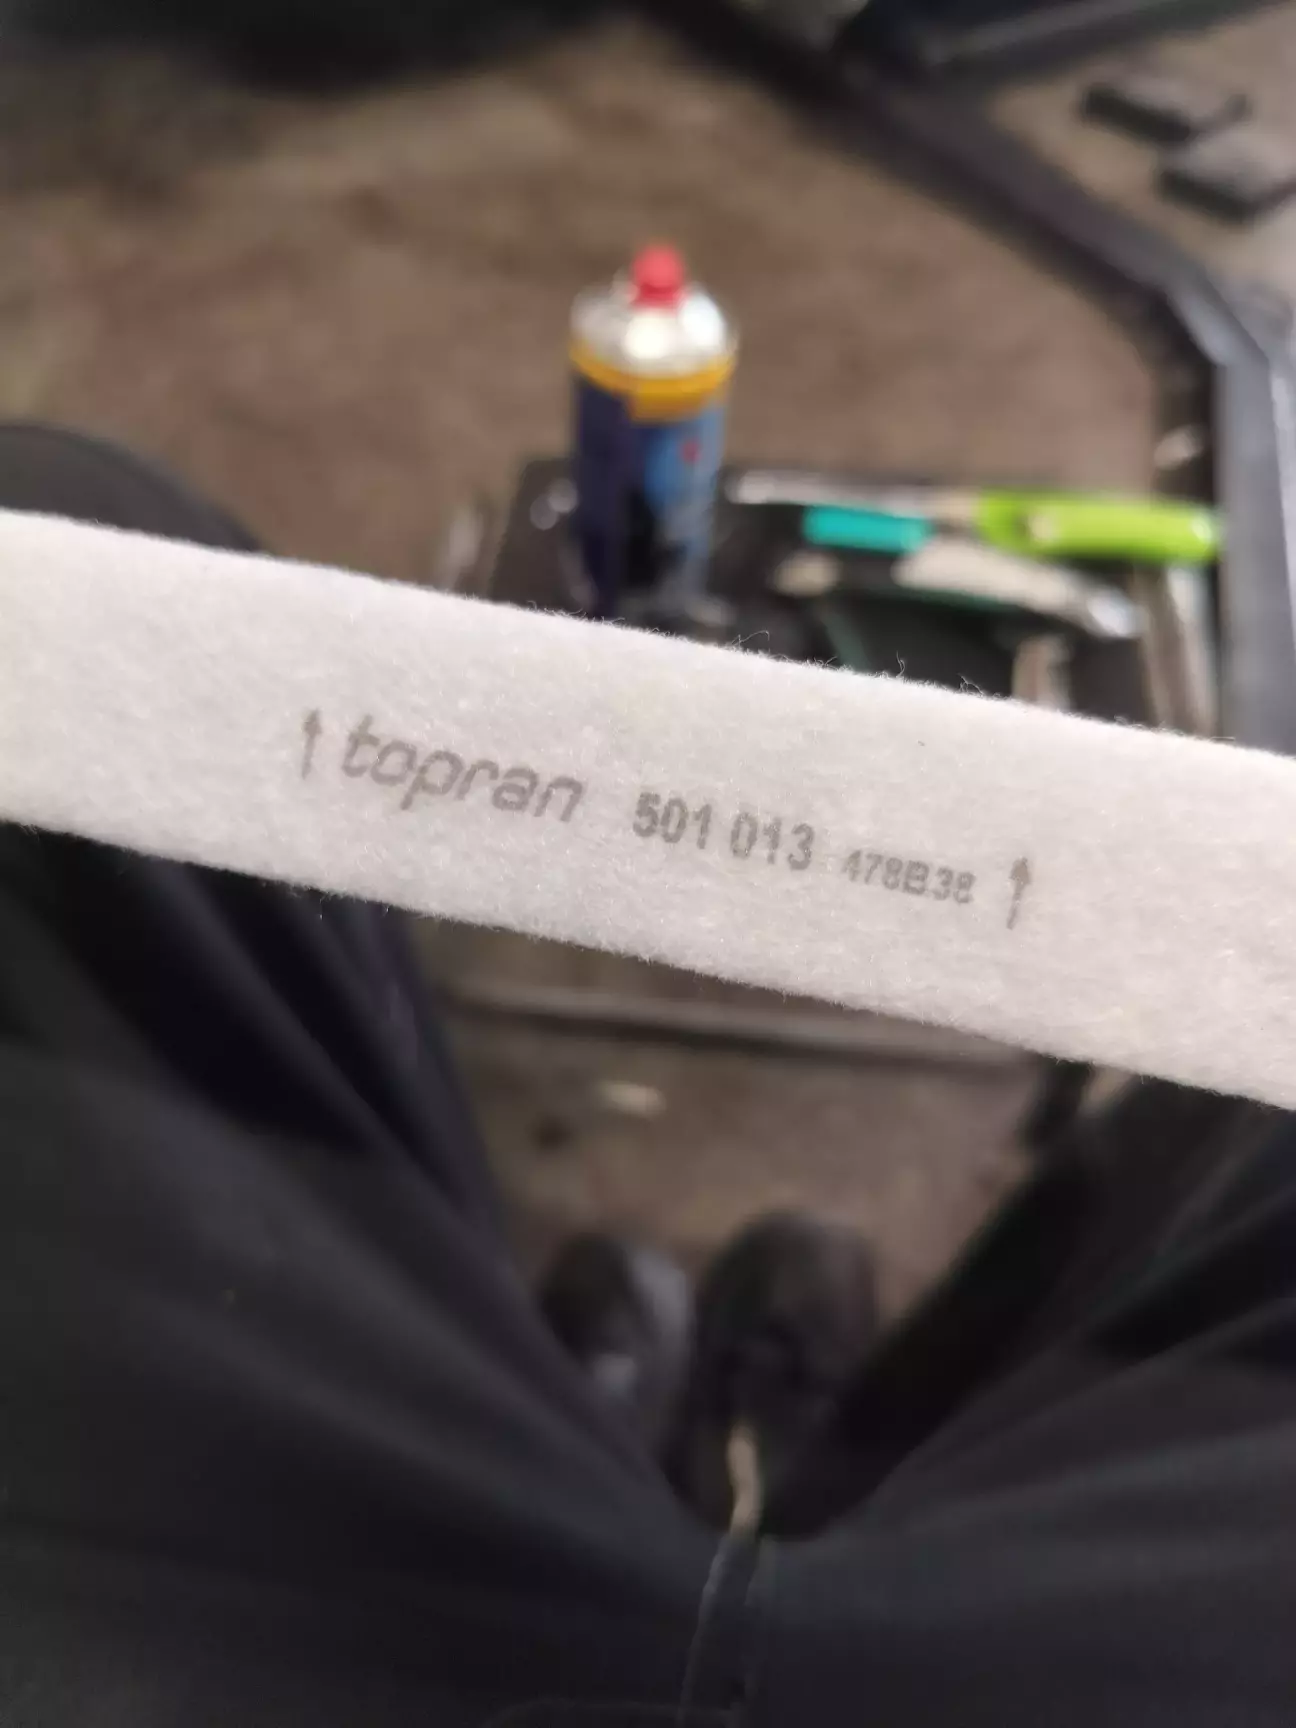 ↑ topran 501 013 478B38 ↑